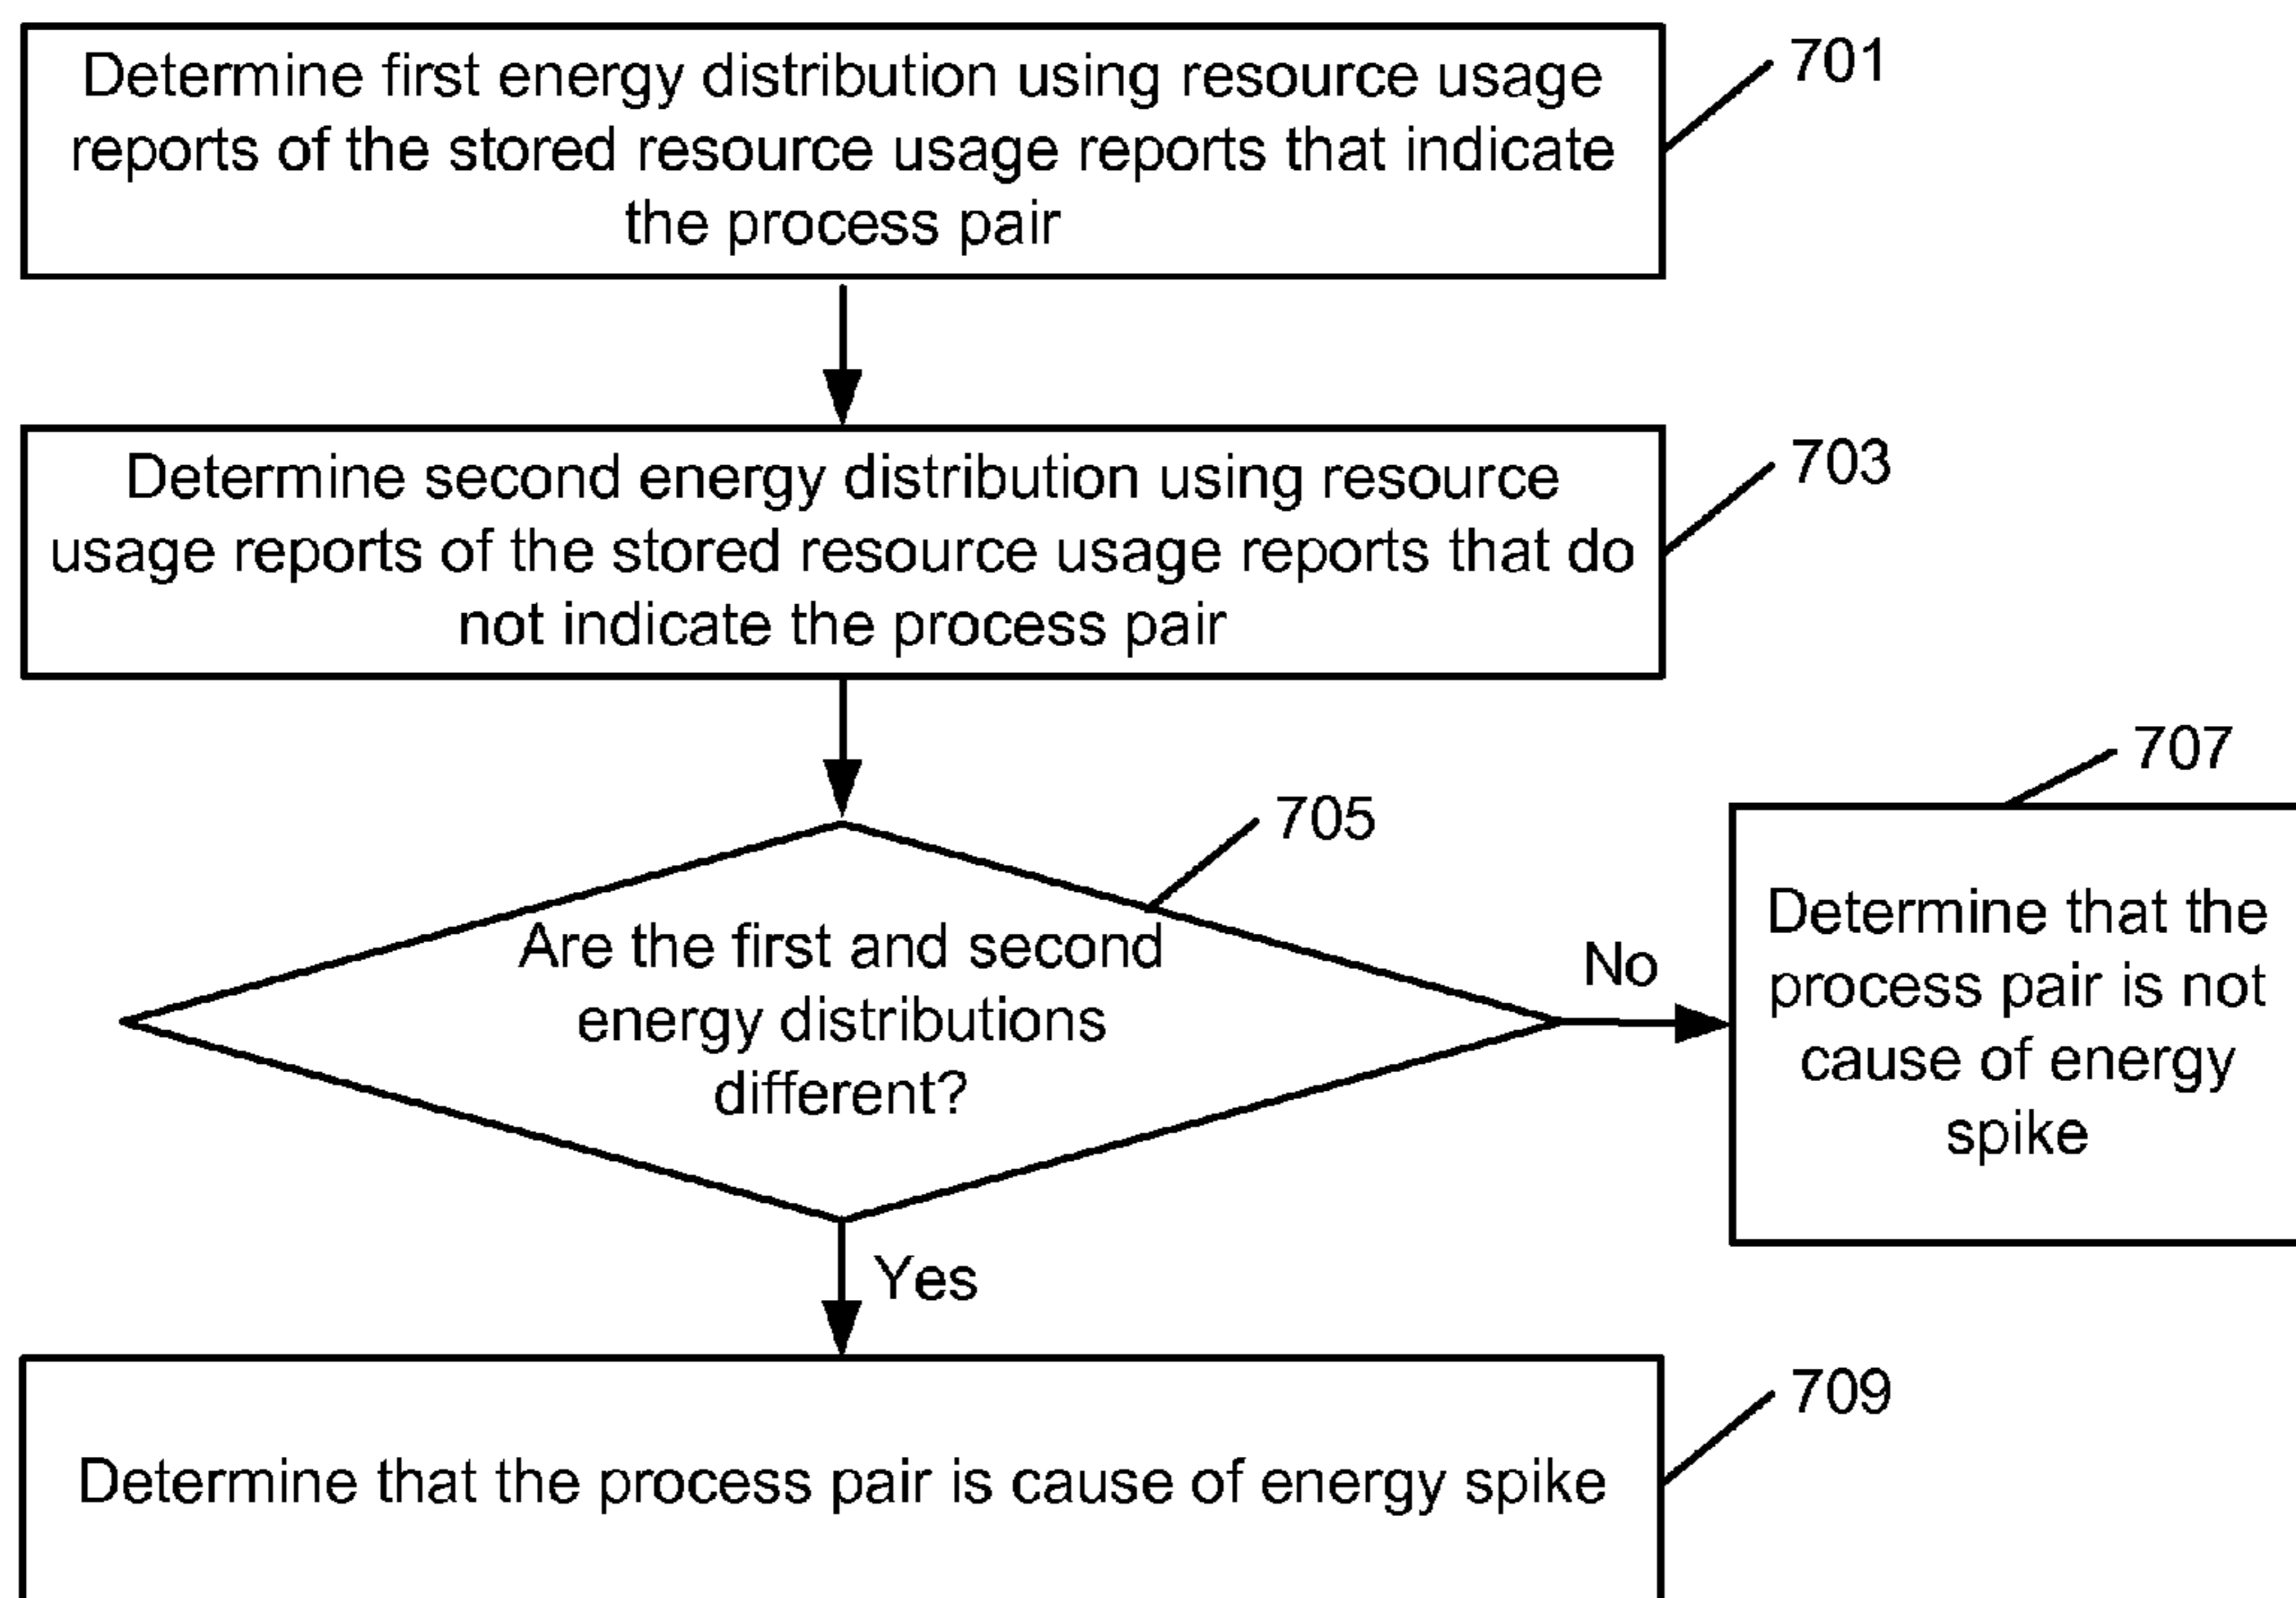 Determine first energy distribution using resource usage
reports of the stored resource usage reports that indicate
the process pair
701
Determine second energy distribution using resource
usage reports of the stored resource usage reports that do
not indicate the process pair
703
Are the first and second
energy distributions
different?
705
No
707
Determine that the
process pair is not
cause of energy
spike
Yes
Determine that the process pair is cause of energy spike
709